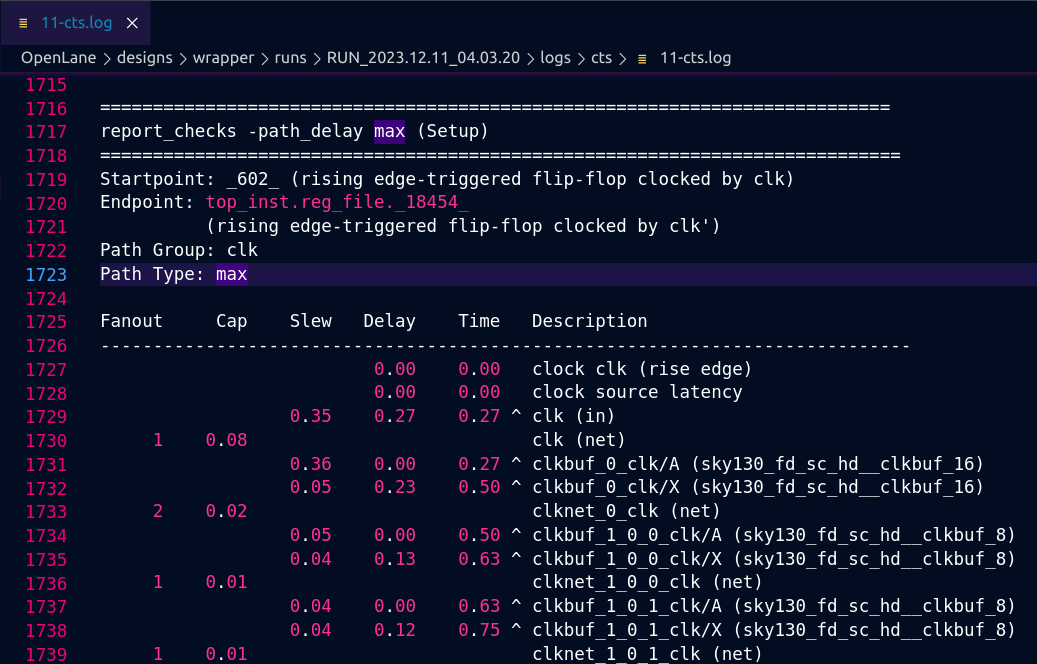 11-cts.log
OpenLane > designs > wrapper > runs > RUN_2023.12.11_04.03.20 > logs > cts > 11-cts.log
1715
1716 ===========================================================================
1717 report_checks -path_delay max (Setup)
1718 ============================================================================
1719 Startpoint: _602_ (rising edge-triggered flip-flop clocked by clk)
1720 Endpoint: top_inst.reg_file._18454_
1721           (rising edge-triggered flip-flop clocked by clk')
1722 Path Group: clk
1723 Path Type: max
1724
1725 Fanout     Cap    Slew   Delay    Time   Description
1726 -----------------------------------------------------------------------------
1727                           0.00    0.00   clock clk (rise edge)
1728                           0.00    0.00   clock source latency
1729                   0.35    0.27    0.27 ^ clk (in)
1730      1    0.08                           clk (net)
1731                   0.36    0.00    0.27 ^ clkbuf_0_clk/A (sky130_fd_sc_hd__clkbuf_16)
1732                   0.05    0.23    0.50 ^ clkbuf_0_clk/X (sky130_fd_sc_hd__clkbuf_16)
1733      2    0.02                           clknet_0_clk (net)
1734                   0.05    0.00    0.50 ^ clkbuf_1_0_0_clk/A (sky130_fd_sc_hd__clkbuf_8)
1735                   0.04    0.13    0.63 ^ clkbuf_1_0_0_clk/X (sky130_fd_sc_hd__clkbuf_8)
1736      1    0.01                           clknet_1_0_0_clk (net)
1737                   0.04    0.00    0.63 ^ clkbuf_1_0_1_clk/A (sky130_fd_sc_hd__clkbuf_8)
1738                   0.04    0.12    0.75 ^ clkbuf_1_0_1_clk/X (sky130_fd_sc_hd__clkbuf_8)
1739      1    0.01                           clknet_1_0_1_clk (net)